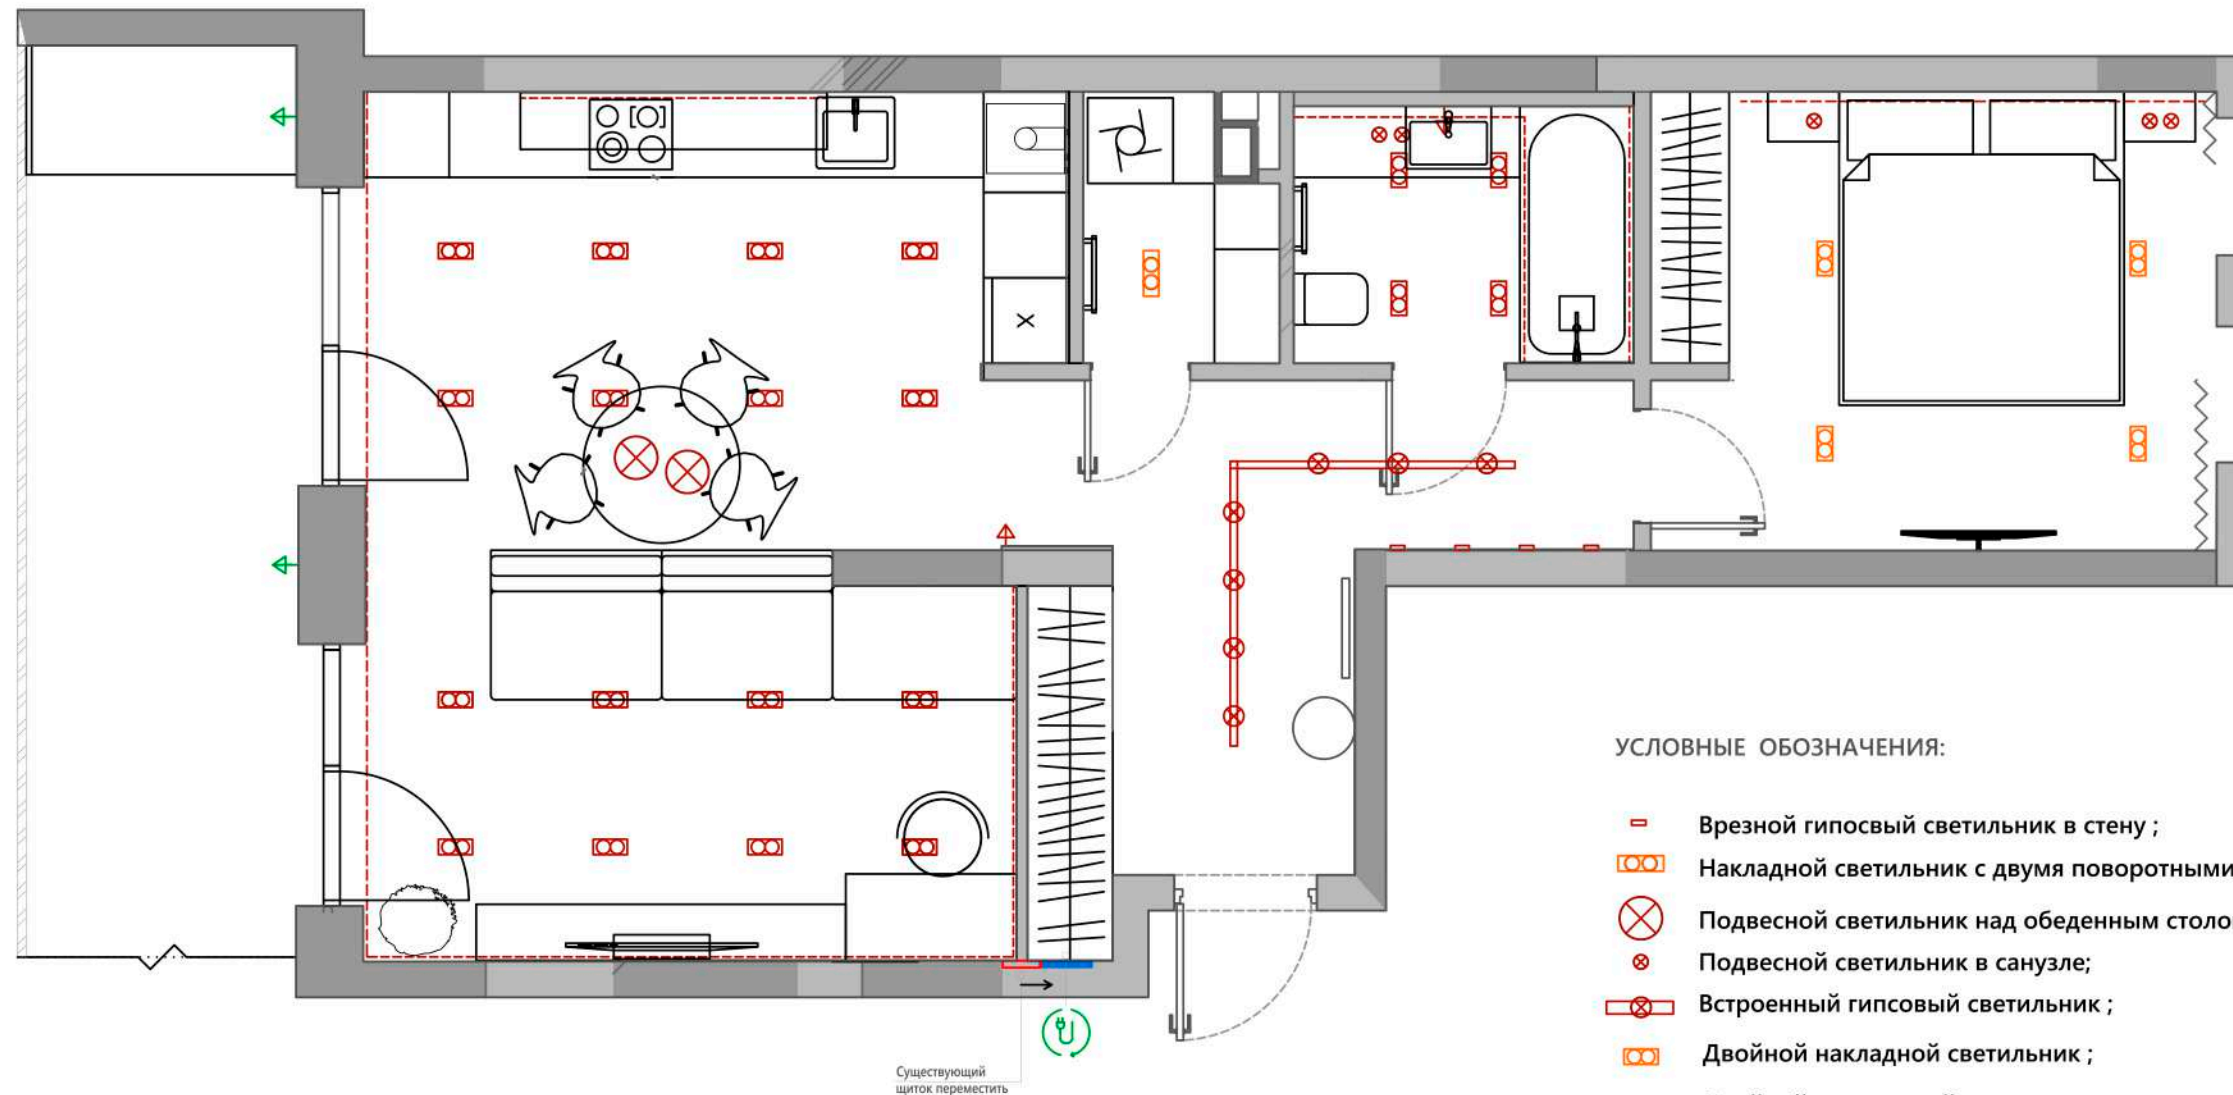 X
УСЛОВНЫЕ ОБОЗНАЧЕНИЯ:
Врезной гипосвый светильник в стену ;
Накладной светильник с двумя поворотными
Подвесной светильник над обеденным столо
Подвесной светильник в санузле;
Встроенный гипсовый светильник ;
Двойной накладной светильник ;
Существующий
щиток переместить